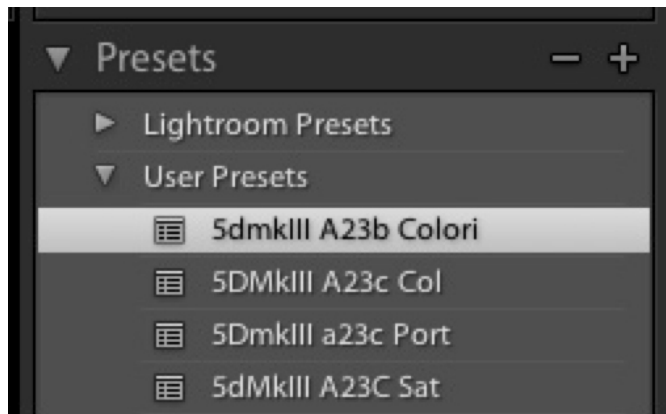 Presets
Lightroom Presets
User Presets
5dmkIII A23b Colori
5DMkIII A23c Col
5DmkIII a23c Port
5dMkIII A23C Sat